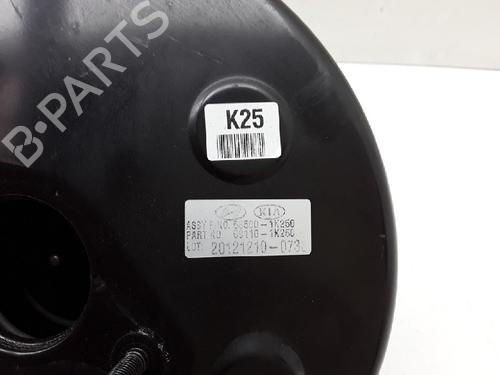 B-PARTS
K25
KIA
ASSY P/NO. 58500-1K250
PART NO. 59110-1K250
LOT: 20121210-073